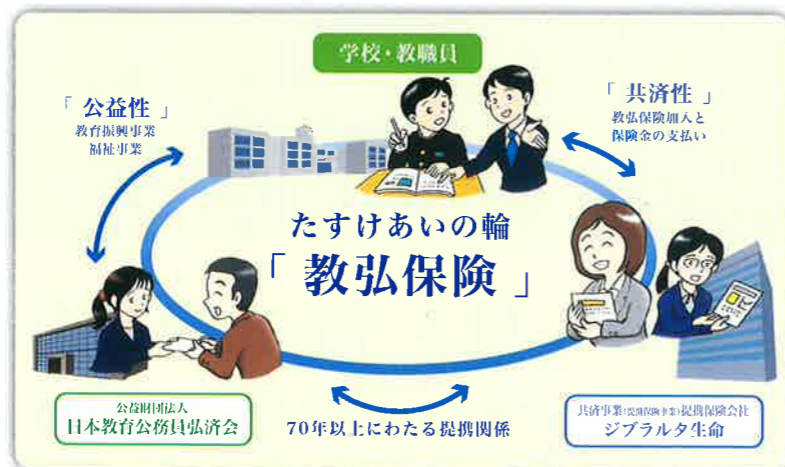 学校・教職員
「 公益性 」
教育振興事業
福祉事業
「 共済性 」
教弘保険加入と
保険金の支払い
たすけあいの輪
「 教弘保険 」
公益財団法人
日本教育公務員弘済会
70年以上にわたる提携関係
共済事業(提携保険事業)提携保険会社
ジブラルタ生命